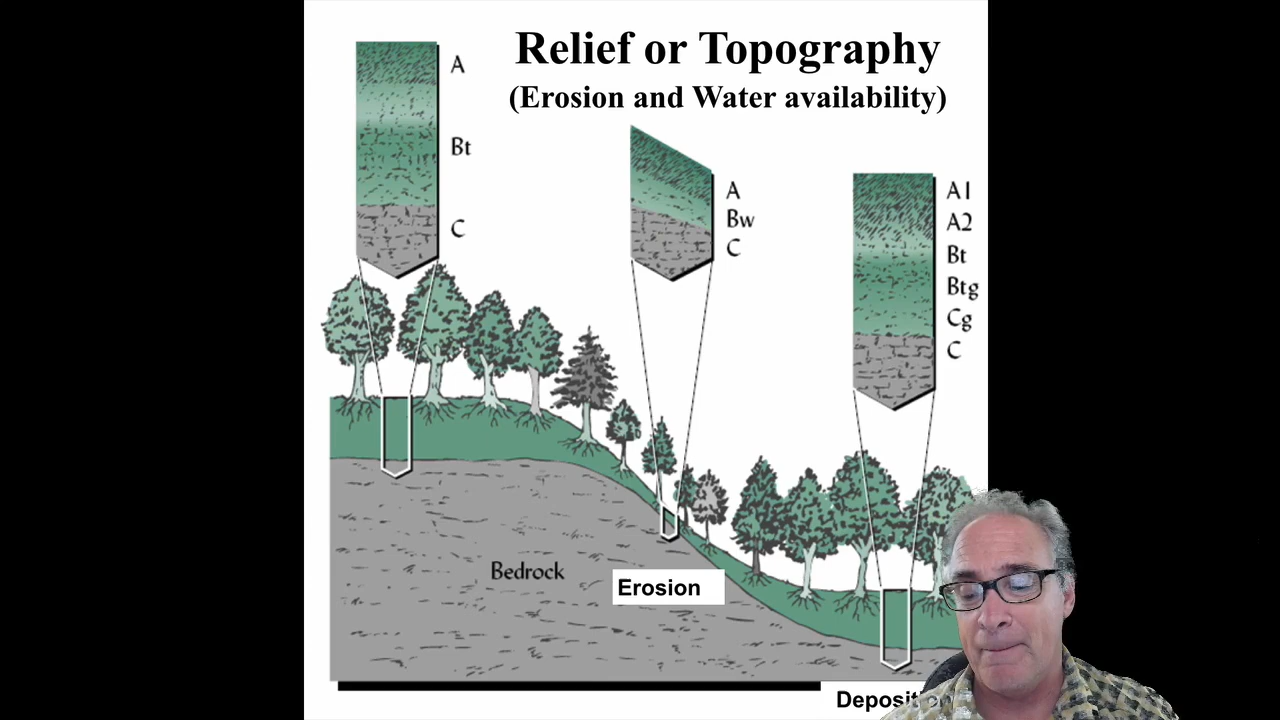 Relief or Topography
(Erosion and Water availability)
A
Bt
C
A
Bw
C
A1
A2
Bt
Btg
Cg
C
Bedrock
Erosion